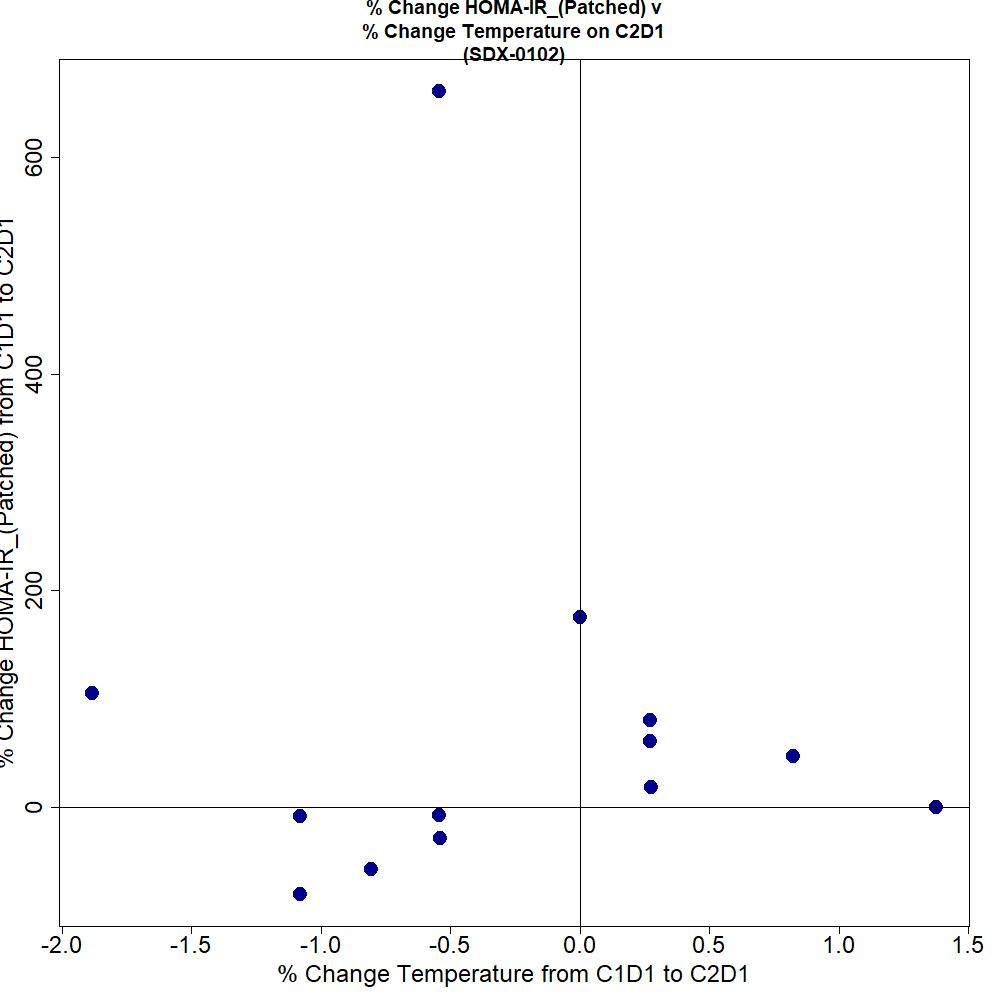 % Change HOMA-IR_(Patched) v
% Change Temperature on C2D1
(SDX-0102)
% Change HOMA-IR_(Patched) from C1D1 to C2D1
600
400
200
0
-2.0 -1.5 -1.0 -0.5 0.0 0.5 1.0 1.5
% Change Temperature from C1D1 to C2D1